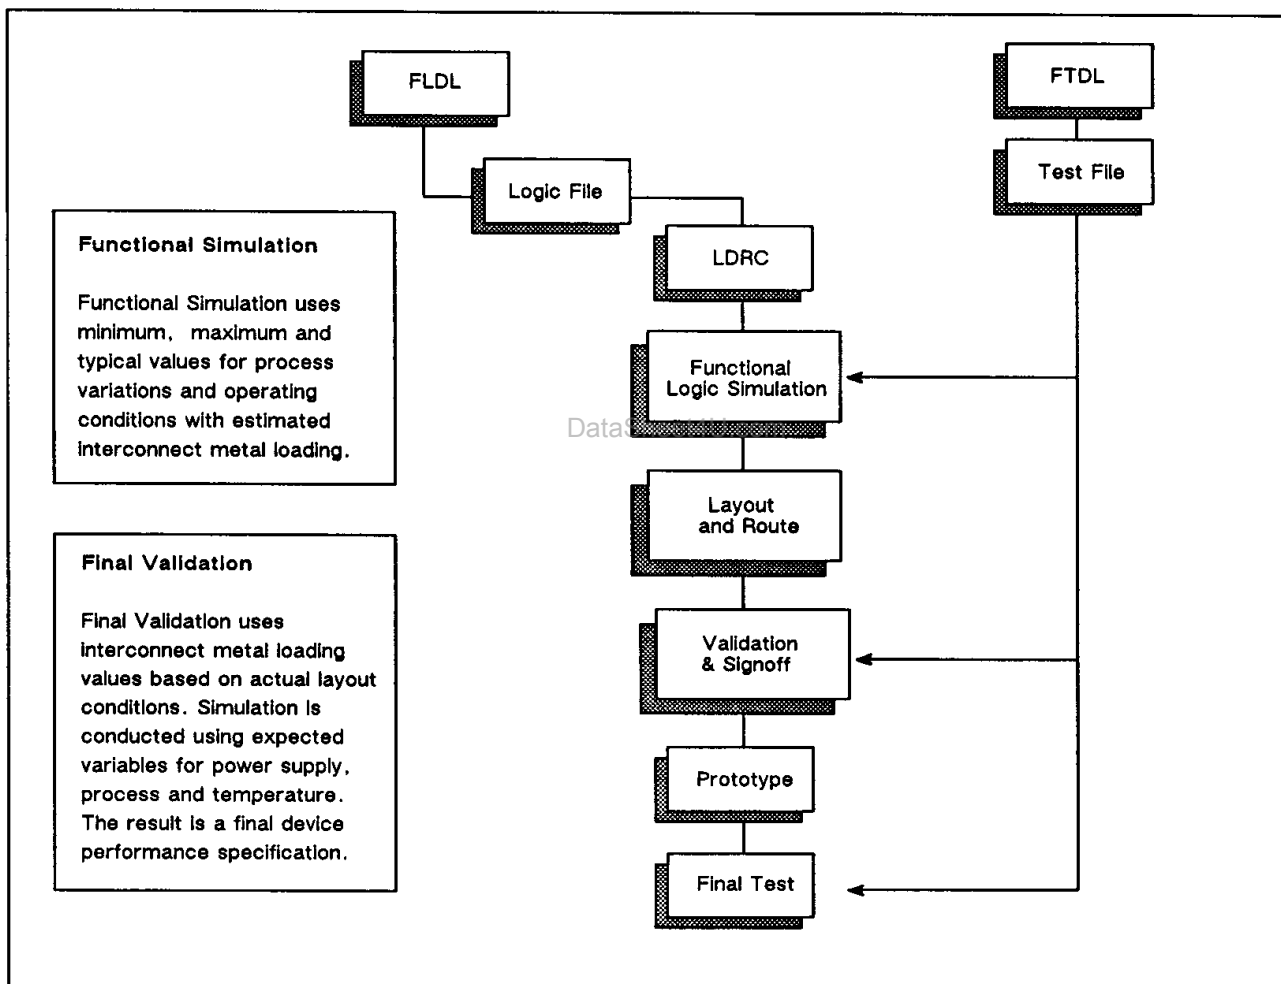 FLDL
FTDL
Logic File
Test File
LDRC
Functional Simulation
Functional Simulation uses
minimum, maximum and
typical values for process
variations and operating
conditions with estimated
interconnect metal loading.
Functional
Logic Simulation
Layout
and Route
Final Validation
Final Validation uses
interconnect metal loading
values based on actual layout
conditions. Simulation is
conducted using expected
variables for power supply,
process and temperature.
The result is a final device
performance specification.
Validation
& Signoff
Prototype
Final Test